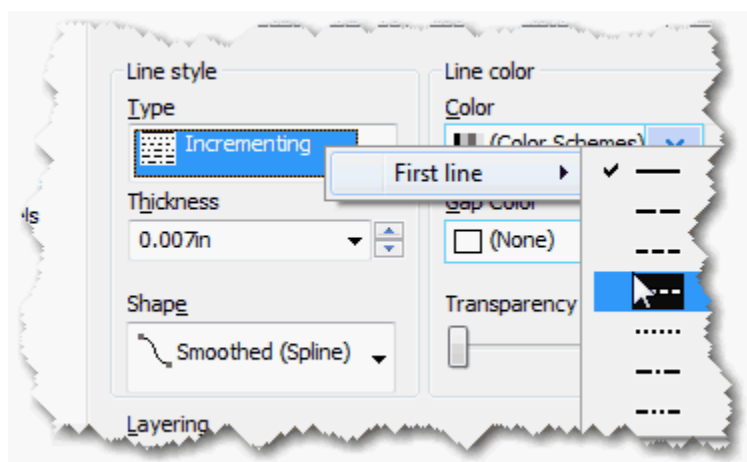 Line style
Line color
Type
Color
Incrementing
(Color Schemes)
First line
Thickness
Gap Color
0.007in
(None)
Shape
Transparency
Smoothed (Spline)
Layering